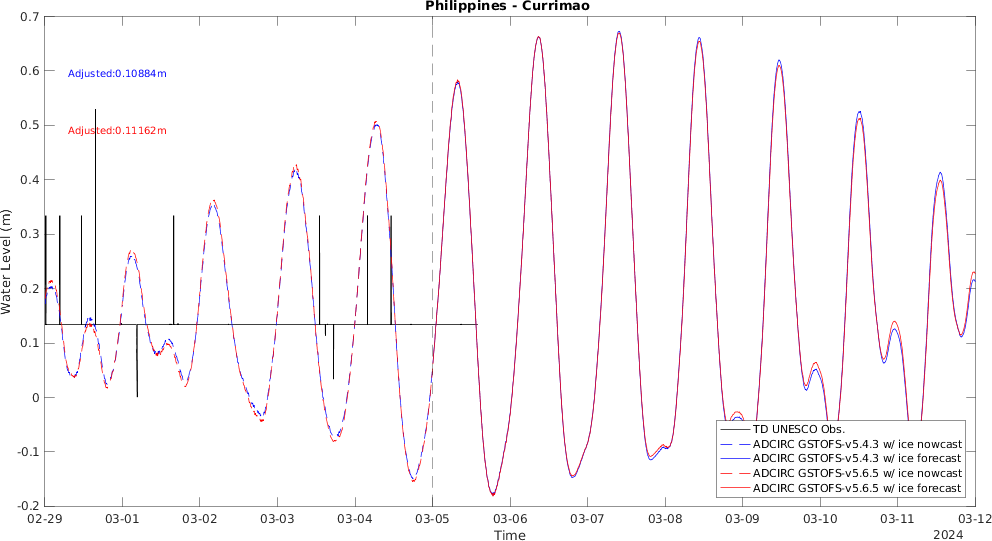 Philippines - Currimao
0.7
0.6
0.5
0.4
0.3
0.2
0.1
0
-0.1
-0.2
Water Level (m)
Adjusted:0.10884m
Adjusted:0.11162m
TD UNESCO Obs.
ADCIRC GSTOFS-v5.4.3 w/ ice nowcast
ADCIRC GSTOFS-v5.4.3 w/ ice forecast
ADCIRC GSTOFS-v5.6.5 w/ ice nowcast
ADCIRC GSTOFS-v5.6.5 w/ ice forecast
02-29 03-01 03-02 03-03 03-04 03-05 03-06 03-07 03-08 03-09 03-10 03-11 03-12
Time
2024